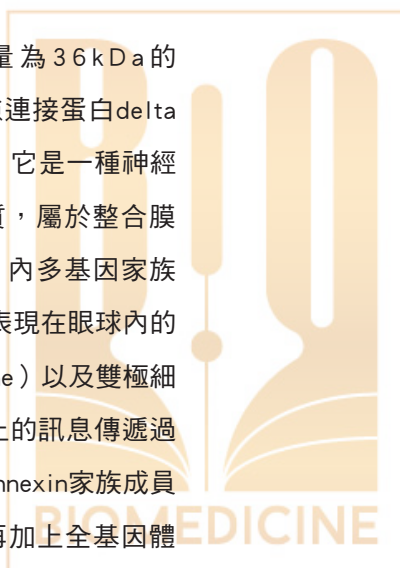 量為36kDa的
連接蛋白delta
它是一種神經
質，屬於整合膜
內多基因家族
表現在眼球內的
ne）以及雙極細
上的訊息傳遞過
nnexin家族成員
再加上全基因體
BIOMEDICINE